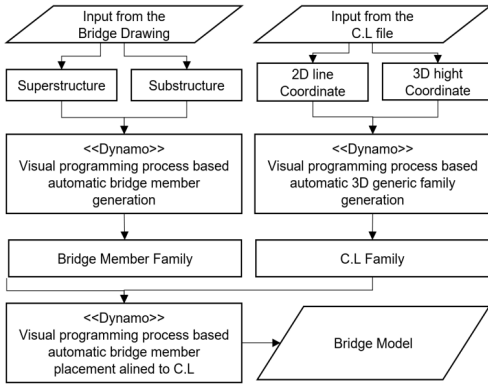 Input from the
Bridge Drawing
Input from the
C.L file
Superstructure
Substructure
2D line
Coordinate
3D hight
Coordinate
<<Dynamo>>
Visual programming process based
automatic bridge member
generation
<<Dynamo>>
Visual programming process based
automatic 3D generic family
generation
Bridge Member Family
C.L Family
<<Dynamo>>
Visual programming process based
automatic bridge member
placement alined to C.L
Bridge Model